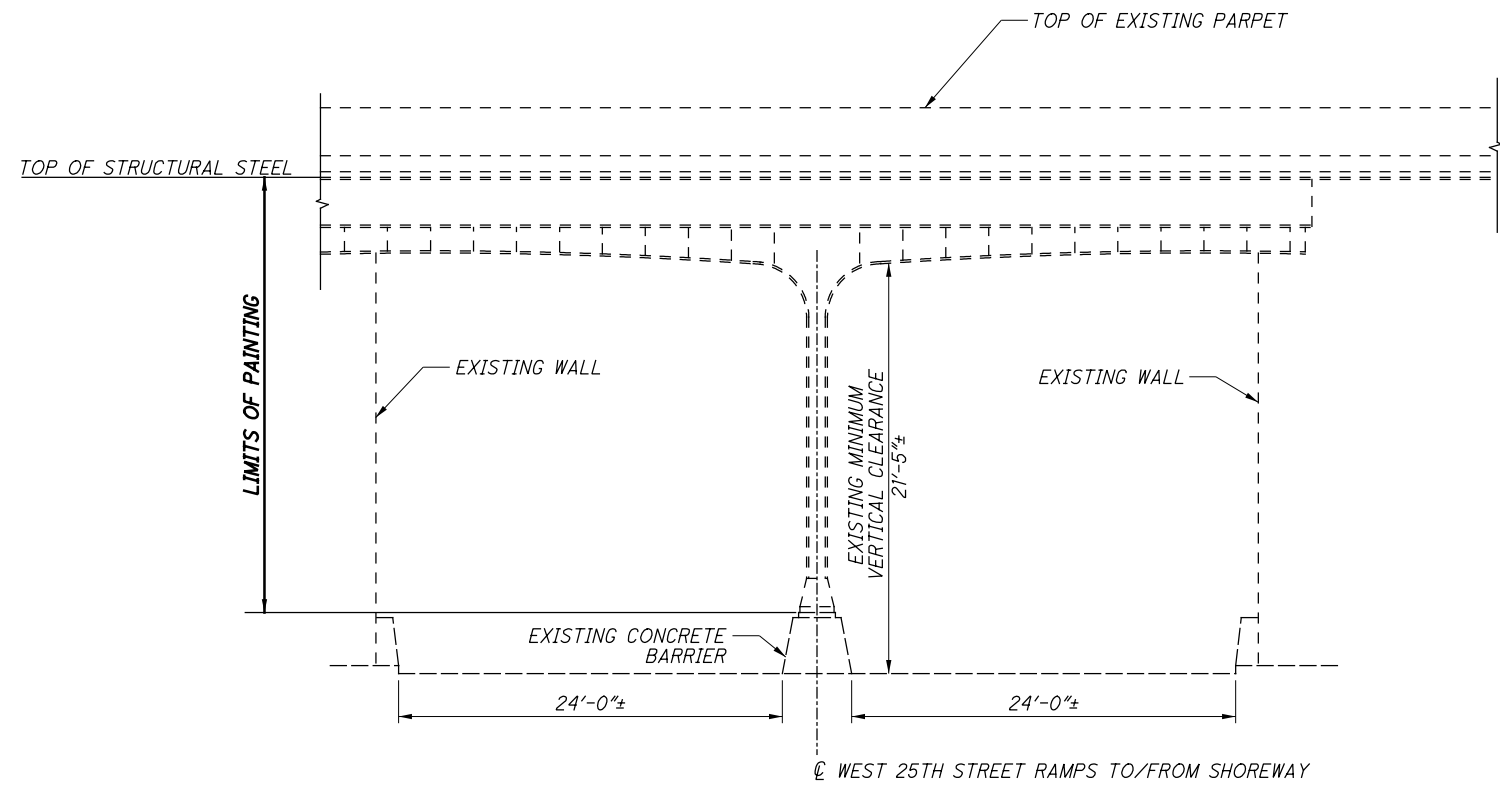 TOP OF EXISTING PARPET
TOP OF STRUCTURAL STEEL
LIMITS OF PAINTING
EXISTING WALL
EXISTING WALL
EXISTING MINIMUM
VERTICAL CLEARANCE
21'-5"±
EXISTING CONCRETE
BARRIER
24'-0"±
24'-0"±
℄ WEST 25TH STREET RAMPS TO/FROM SHOREWAY